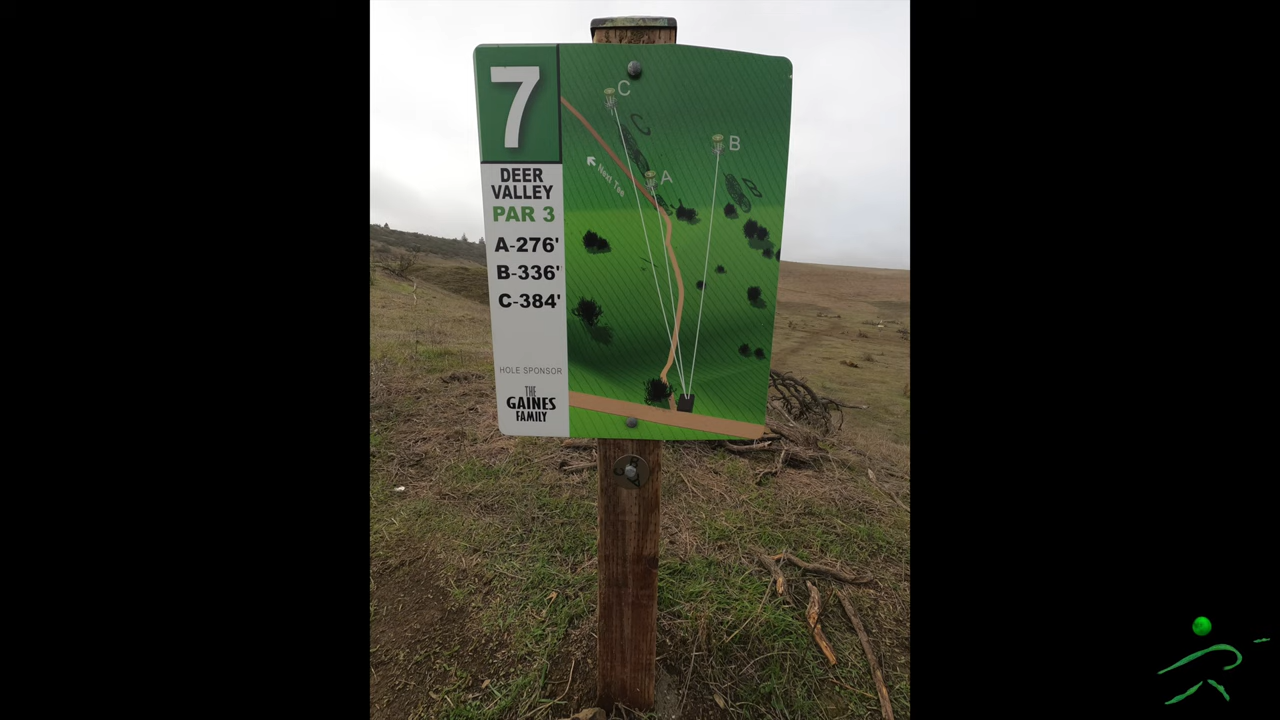 7
DEER
VALLEY
PAR 3
A-276'
B-336'
C-384'
HOLE SPONSOR
THE
GAINES
FAMILY
C
C
B
A
B
Next Tee